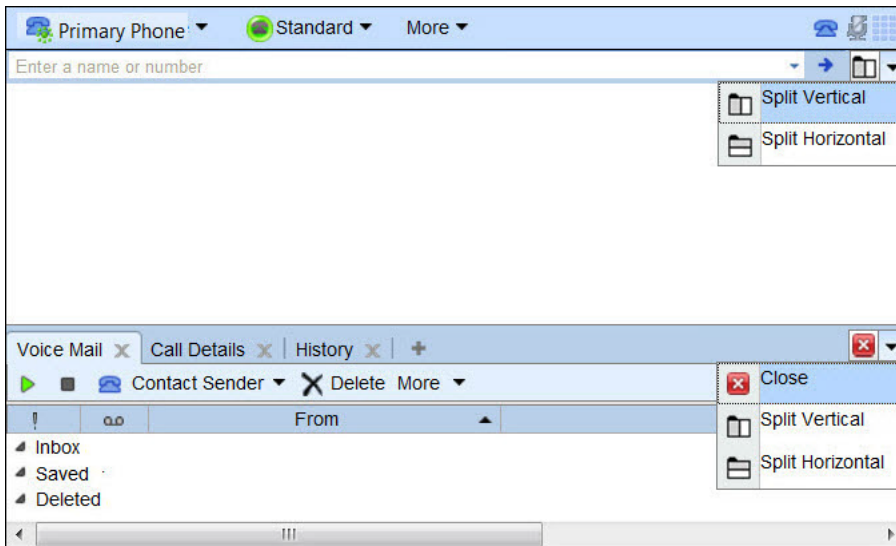 Primary Phone Standard More
Enter a name or number
Split Vertical
Split Horizontal
Voice Mail Call Details History
Contact Sender Delete More
Close
From
Split Vertical
Inbox
Split Horizontal
Saved
Deleted